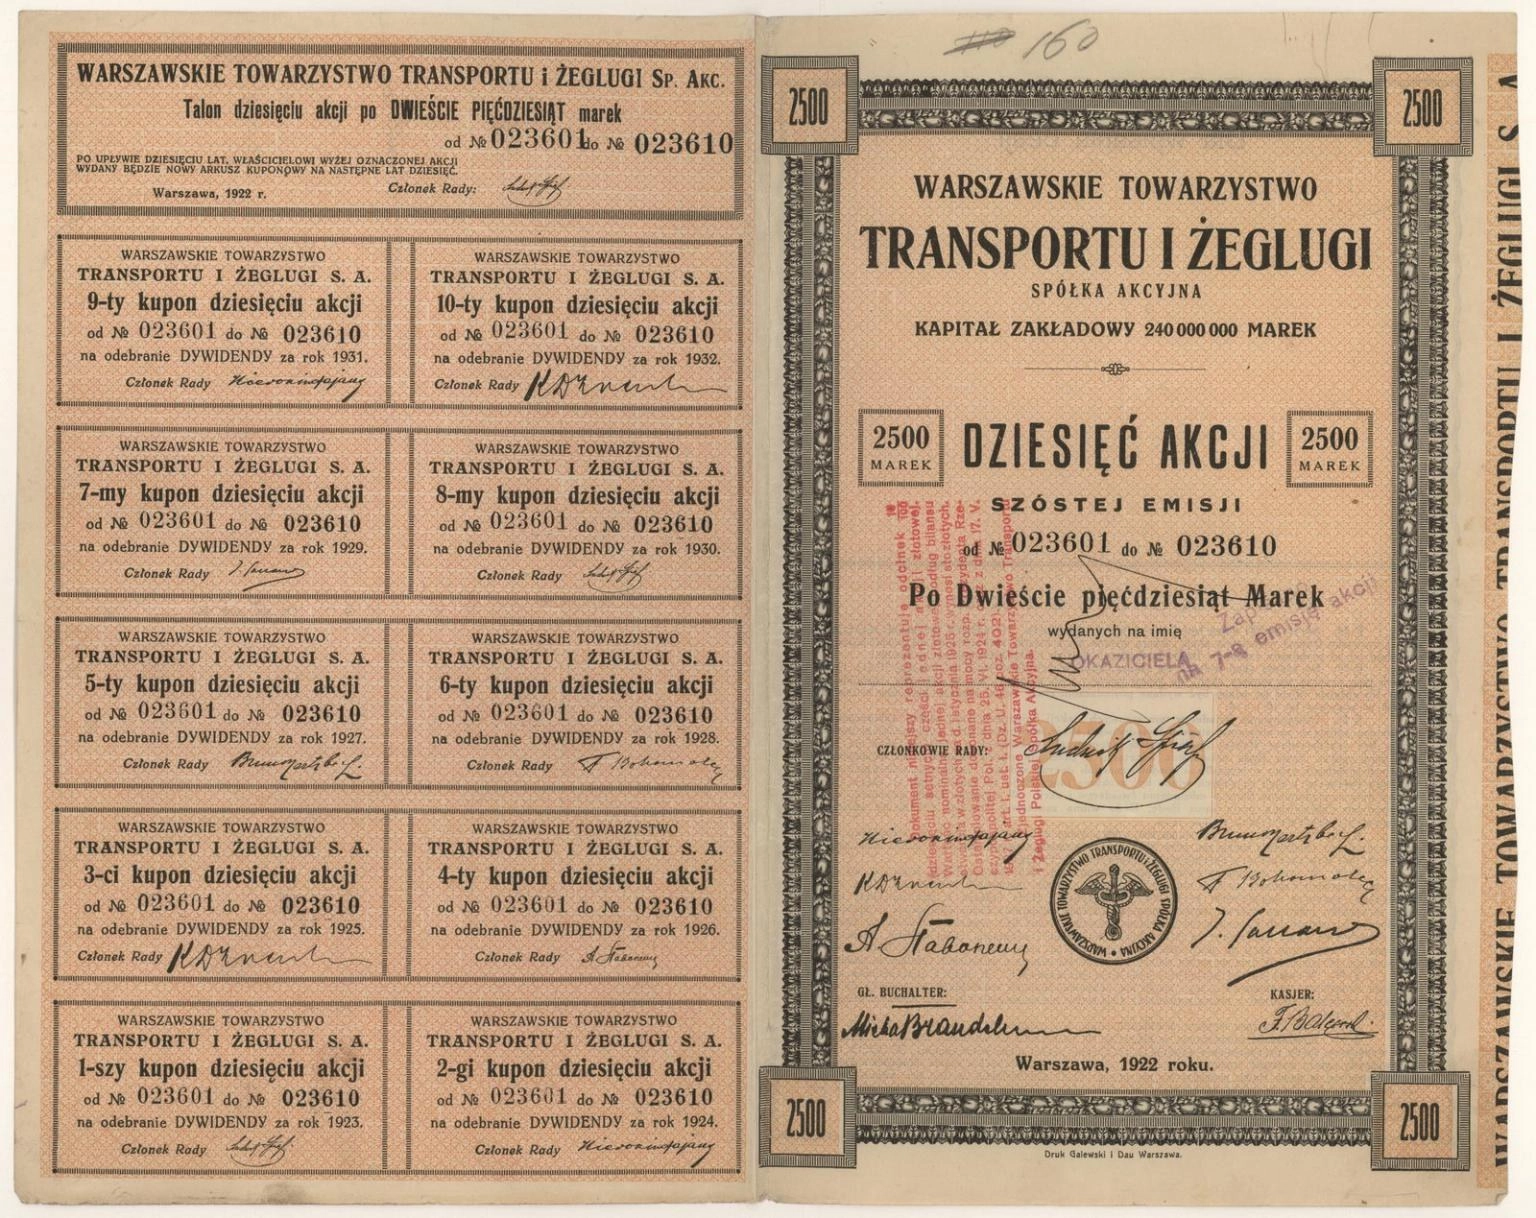 WARSZAWSKIE TOWARZYSTWO TRANSPORTU i ŻEGLUGI SP. AKC.
Talon dziesięciu akcji po DWIEŚCIE PIĘĆDZIESIĄT marek
od № 023601 do № 023610
PO UPŁYWIE DZIESIĘCIU LAT, WŁAŚCICIELOWI WYŻEJ OZNACZONEJ AKCJI
WYDANY BĘDZIE NOWY ARKUSZ KUPONOWY NA NASTĘPNE LAT DZIESIĘĆ.
Warszawa, 1922 r.
Członek Rady:
WARSZAWSKIE TOWARZYSTWO
TRANSPORTU I ŻEGLUGI S. A.
9-ty kupon dziesięciu akcji
od № 023601 do № 023610
na odebranie DYWIDENDY za rok 1931.
Członek Rady
WARSZAWSKIE TOWARZYSTWO
TRANSPORTU I ŻEGLUGI S. A.
10-ty kupon dziesięciu akcji
od № 023601 do № 023610
na odebranie DYWIDENDY za rok 1932.
Członek Rady
WARSZAWSKIE TOWARZYSTWO
TRANSPORTU I ŻEGLUGI S. A.
7-my kupon dziesięciu akcji
od № 023601 do № 023610
na odebranie DYWIDENDY za rok 1929.
Członek Rady
WARSZAWSKIE TOWARZYSTWO
TRANSPORTU I ŻEGLUGI S. A.
8-my kupon dziesięciu akcji
od № 023601 do № 023610
na odebranie DYWIDENDY za rok 1930.
Członek Rady
WARSZAWSKIE TOWARZYSTWO
TRANSPORTU I ŻEGLUGI S. A.
5-ty kupon dziesięciu akcji
od № 023601 do № 023610
na odebranie DYWIDENDY za rok 1927.
Członek Rady
WARSZAWSKIE TOWARZYSTWO
TRANSPORTU I ŻEGLUGI S. A.
6-ty kupon dziesięciu akcji
od № 023601 do № 023610
na odebranie DYWIDENDY za rok 1928.
Członek Rady
WARSZAWSKIE TOWARZYSTWO
TRANSPORTU I ŻEGLUGI S. A.
3-ci kupon dziesięciu akcji
od № 023601 do № 023610
na odebranie DYWIDENDY za rok 1925.
Członek Rady
WARSZAWSKIE TOWARZYSTWO
TRANSPORTU I ŻEGLUGI S. A.
4-ty kupon dziesięciu akcji
od № 023601 do № 023610
na odebranie DYWIDENDY za rok 1926.
Członek Rady
WARSZAWSKIE TOWARZYSTWO
TRANSPORTU I ŻEGLUGI S. A.
1-szy kupon dziesięciu akcji
od № 023601 do № 023610
na odebranie DYWIDENDY za rok 1923.
Członek Rady
WARSZAWSKIE TOWARZYSTWO
TRANSPORTU I ŻEGLUGI S. A.
2-gi kupon dziesięciu akcji
od № 023601 do № 023610
na odebranie DYWIDENDY za rok 1924.
Członek Rady
160
2500
2500
WARSZAWSKIE TOWARZYSTWO
TRANSPORTU I ŻEGLUGI
SPÓŁKA AKCYJNA
KAPITAŁ ZAKŁADOWY 240 000 000 MAREK
2500 MAREK
DZIESIĘĆ AKCJI
2500 MAREK
SZÓSTEJ EMISJI
od № 023601 do № 023610
Po Dwieście pięćdziesiąt Marek
wydanych na imię
OKAZICIELA
na 7-8 emisję akcji
2500
CZŁONKOWIE RADY:
WARSZAWSKIE TOWARZYSTWO TRANSPORTU i ŻEGLUGI SPÓŁKA AKCYJNA
GŁ. BUCHALTER:
KASJER:
Warszawa, 1922 roku.
2500
2500
Druk Galewski i Dau Warszawa.
WARSZAWSKIE TOWARZYSTWO TRANSPORTU I ŻEGLUGI S. A.